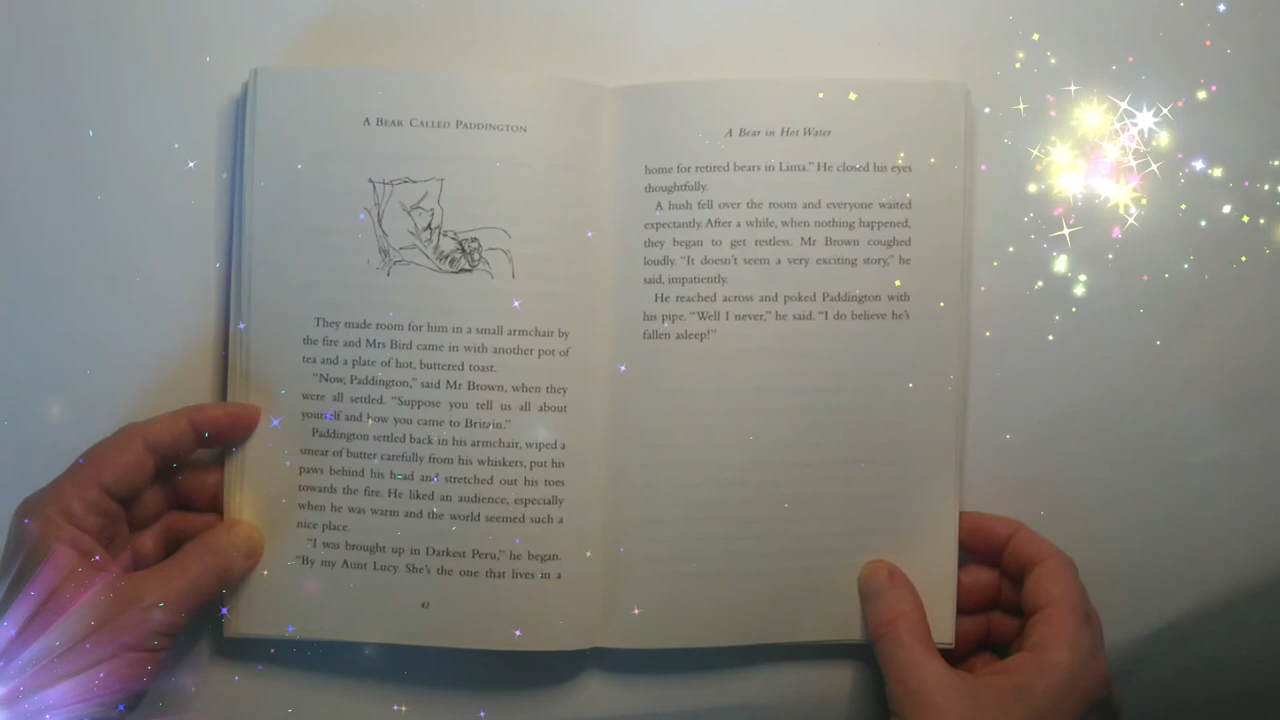 A BEAR CALLED PADDINGTON
They made room for him in a small armchair by
the fire and Mrs Bird came in with another pot of
tea and a plate of hot, buttered toast.
“Now, Paddington,” said Mr Brown, when they
were all settled. “Suppose you tell us all about
yourself and how you came to Britain.”
Paddington settled back in his armchair, wiped a
smear of butter carefully from his whiskers, put his
paws behind his head and stretched out his toes
towards the fire. He liked an audience, especially
when he was warm and the world seemed such a
nice place.
“I was brought up in Darkest Peru,” he began.
“By my Aunt Lucy. She’s the one that lives in a
42
A Bear in Hot Water
home for retired bears in Lima.” He closed his eyes
thoughtfully.
A hush fell over the room and everyone waited
expectantly. After a while, when nothing happened,
they began to get restless. Mr Brown coughed
loudly. “It doesn’t seem a very exciting story,” he
said, impatiently.
He reached across and poked Paddington with
his pipe. “Well I never,” he said. “I do believe he’s
fallen asleep!”